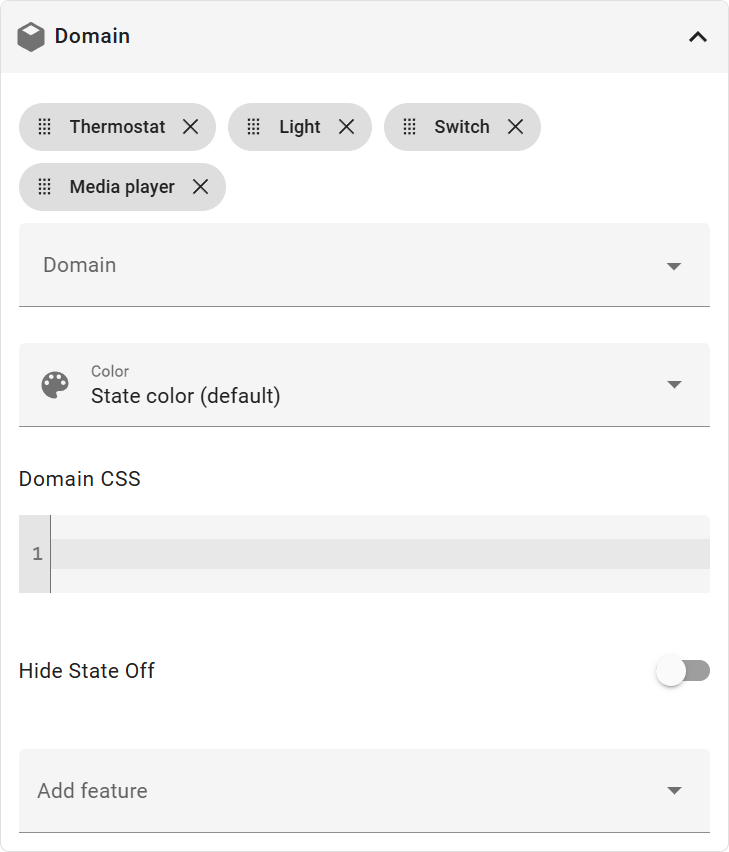 Domain
Thermostat Light Switch
Media player
Domain
Color
State color (default)
Domain CSS
1
Hide State Off
Add feature